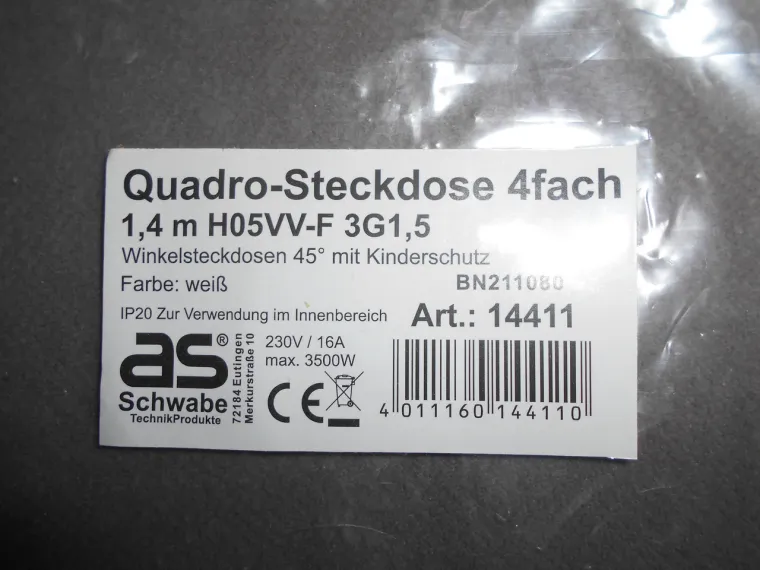 Quadro-Steckdose 4fach
1,4 m H05VV-F 3G1,5
Winkelsteckdosen 45° mit Kinderschutz
Farbe: weiß BN211080
IP20 Zur Verwendung im Innenbereich
Art.: 14411
as®
Schwabe
TechnikProdukte
72184 Eutingen
Merkurstraße 10
230V / 16A
max. 3500W
CE
4 011160 144110